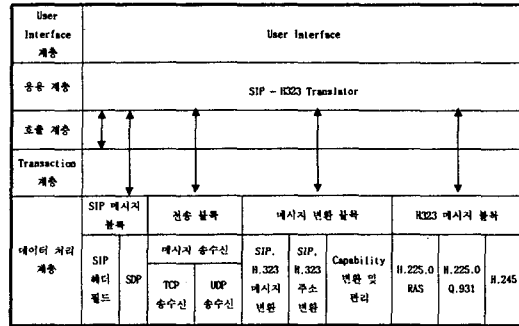 User
Interface
계층
User Interface
응용 계층
SIP - H323 Translator
호출 계층
Transaction
계층
데이터 처리
계층
SIP 메시지
블록
전송 블록
메시지 변환 블록
H323 메시지 블록
SIP
헤더
필드
SDP
메시지 송수신
TCP
송수신
UDP
송수신
SIP,
H.323
메시지
변환
SIP,
H.323
주소
변환
Capability
변환 및
관리
H.225.0
RAS
H.225.0
Q.931
H.245